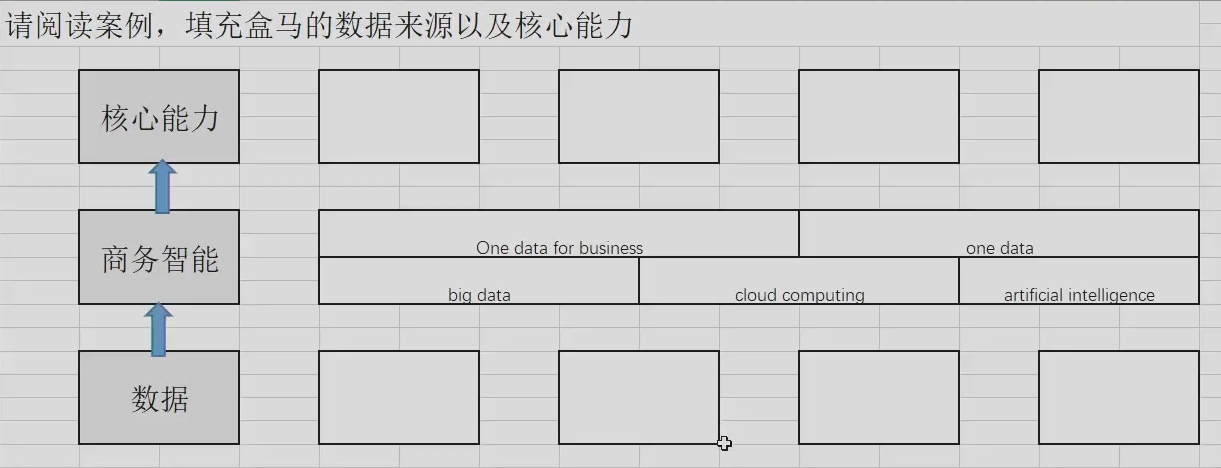 请阅读案例，填充盒马的数据来源以及核心能力
核心能力
商务智能
One data for business
one data
big data
cloud computing
artificial intelligence
数据